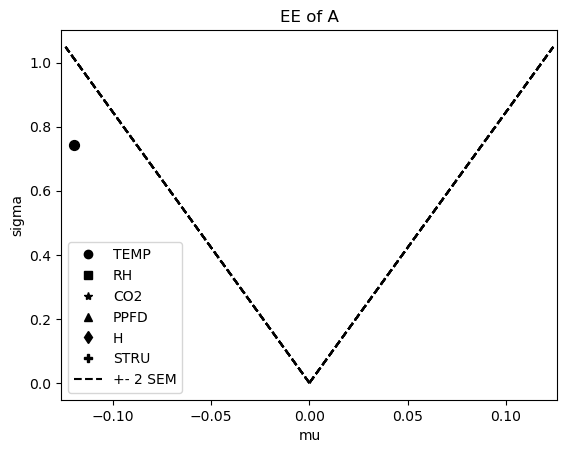 EE of A
sigma
1.0
0.8
0.6
0.4
0.2
0.0
TEMP
RH
CO2
PPFD
H
STRU
+- 2 SEM
−0.10
−0.05
0.00
0.05
0.10
mu